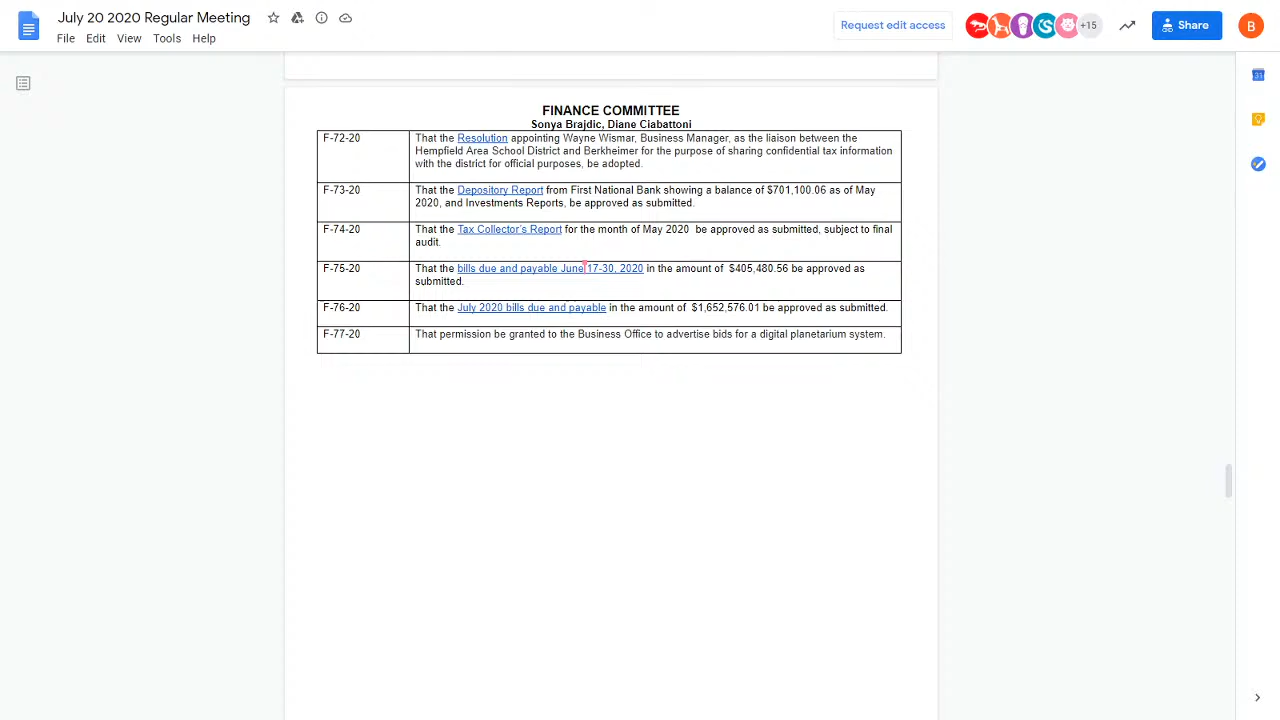 July 20 2020 Regular Meeting
Request edit access
+15
Share
B
File Edit View Tools Help
31
FINANCE COMMITTEE
Sonya Brajdic, Diane Ciabattoni
F-72-20 That the Resolution appointing Wayne Wismar, Business Manager, as the liaison between the
Hempfield Area School District and Berkheimer for the purpose of sharing confidential tax information
with the district for official purposes, be adopted.
F-73-20 That the Depository Report from First National Bank showing a balance of $701,100.06 as of May
2020, and Investments Reports, be approved as submitted.
F-74-20 That the Tax Collector's Report for the month of May 2020 be approved as submitted, subject to final
audit.
F-75-20 That the bills due and payable June 17-30, 2020 in the amount of $405,480.56 be approved as
submitted.
F-76-20 That the July 2020 bills due and payable in the amount of $1,652,576.01 be approved as submitted.
F-77-20 That permission be granted to the Business Office to advertise bids for a digital planetarium system.